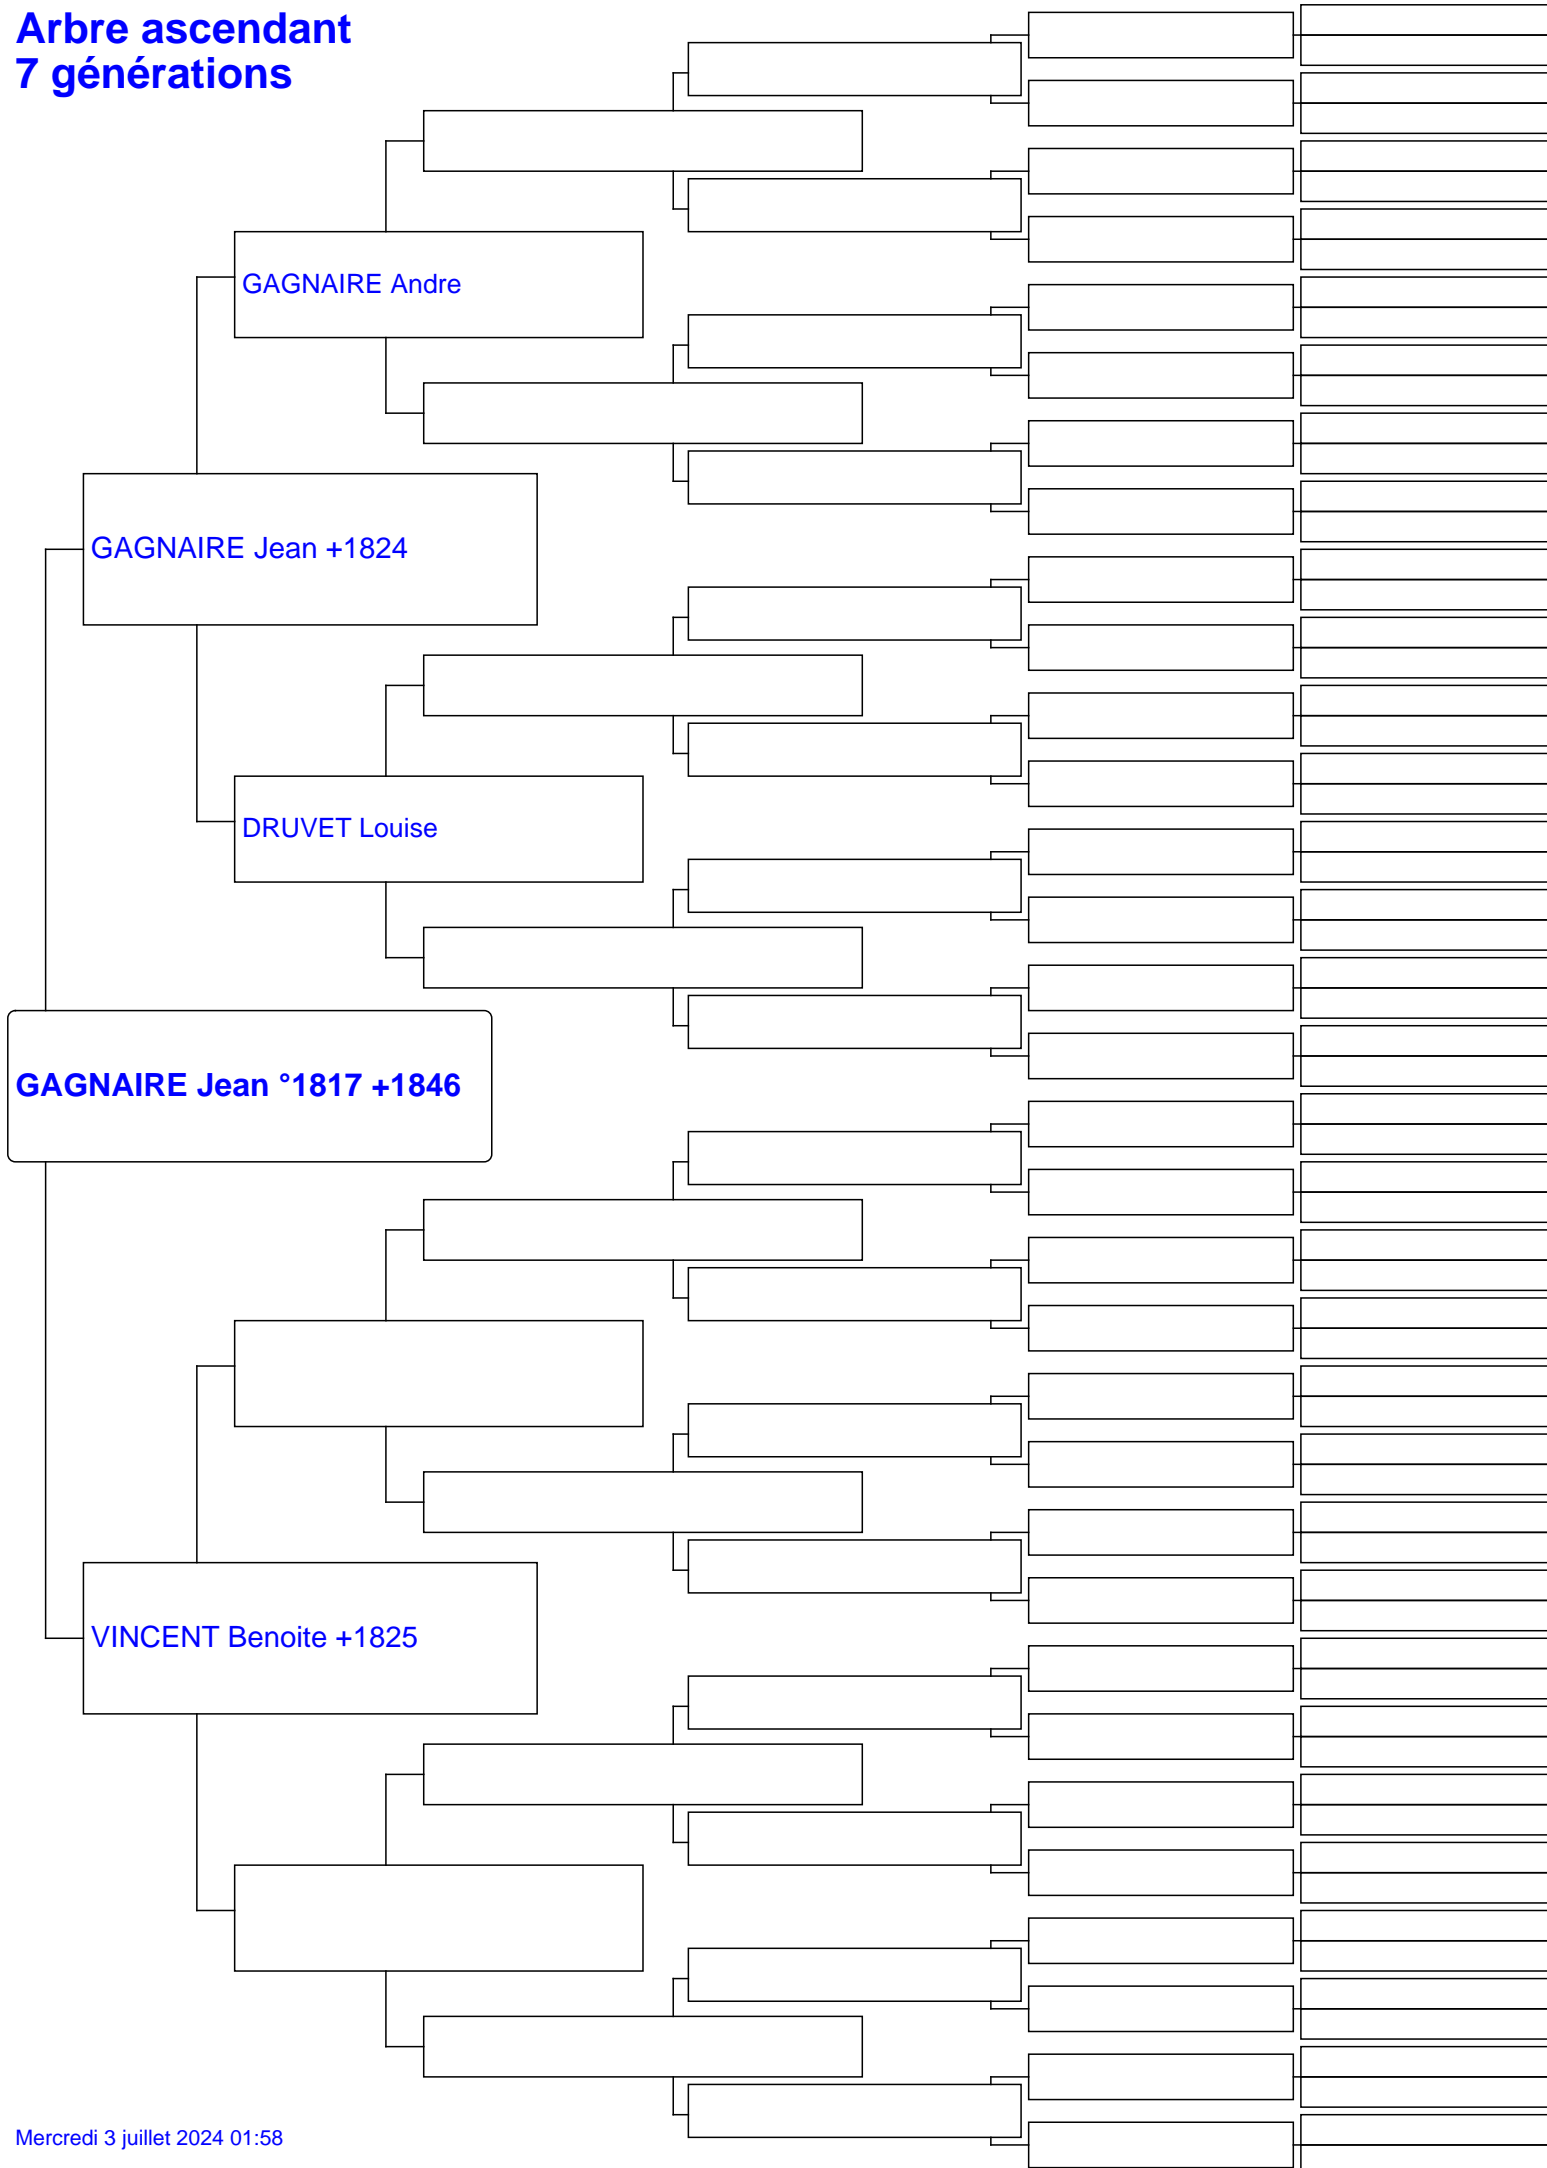 Arbre ascendant
7 générations
GAGNAIRE Andre
GAGNAIRE Jean +1824
DRUVET Louise
GAGNAIRE Jean °1817 +1846
VINCENT Benoite +1825
Mercredi 3 juillet 2024 01:58